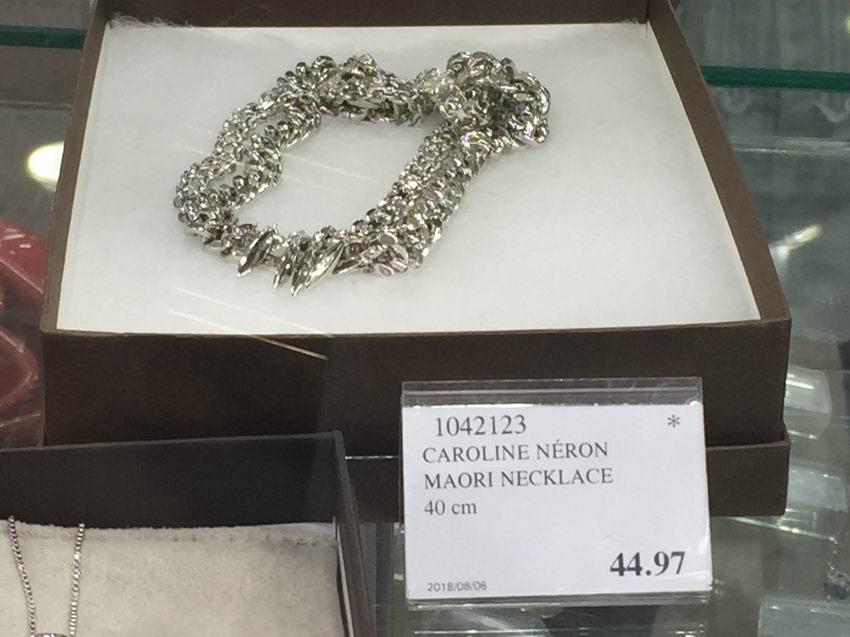 1042123 *
CAROLINE NÉRON
MAORI NECKLACE
40 cm
44.97
2018/08/06